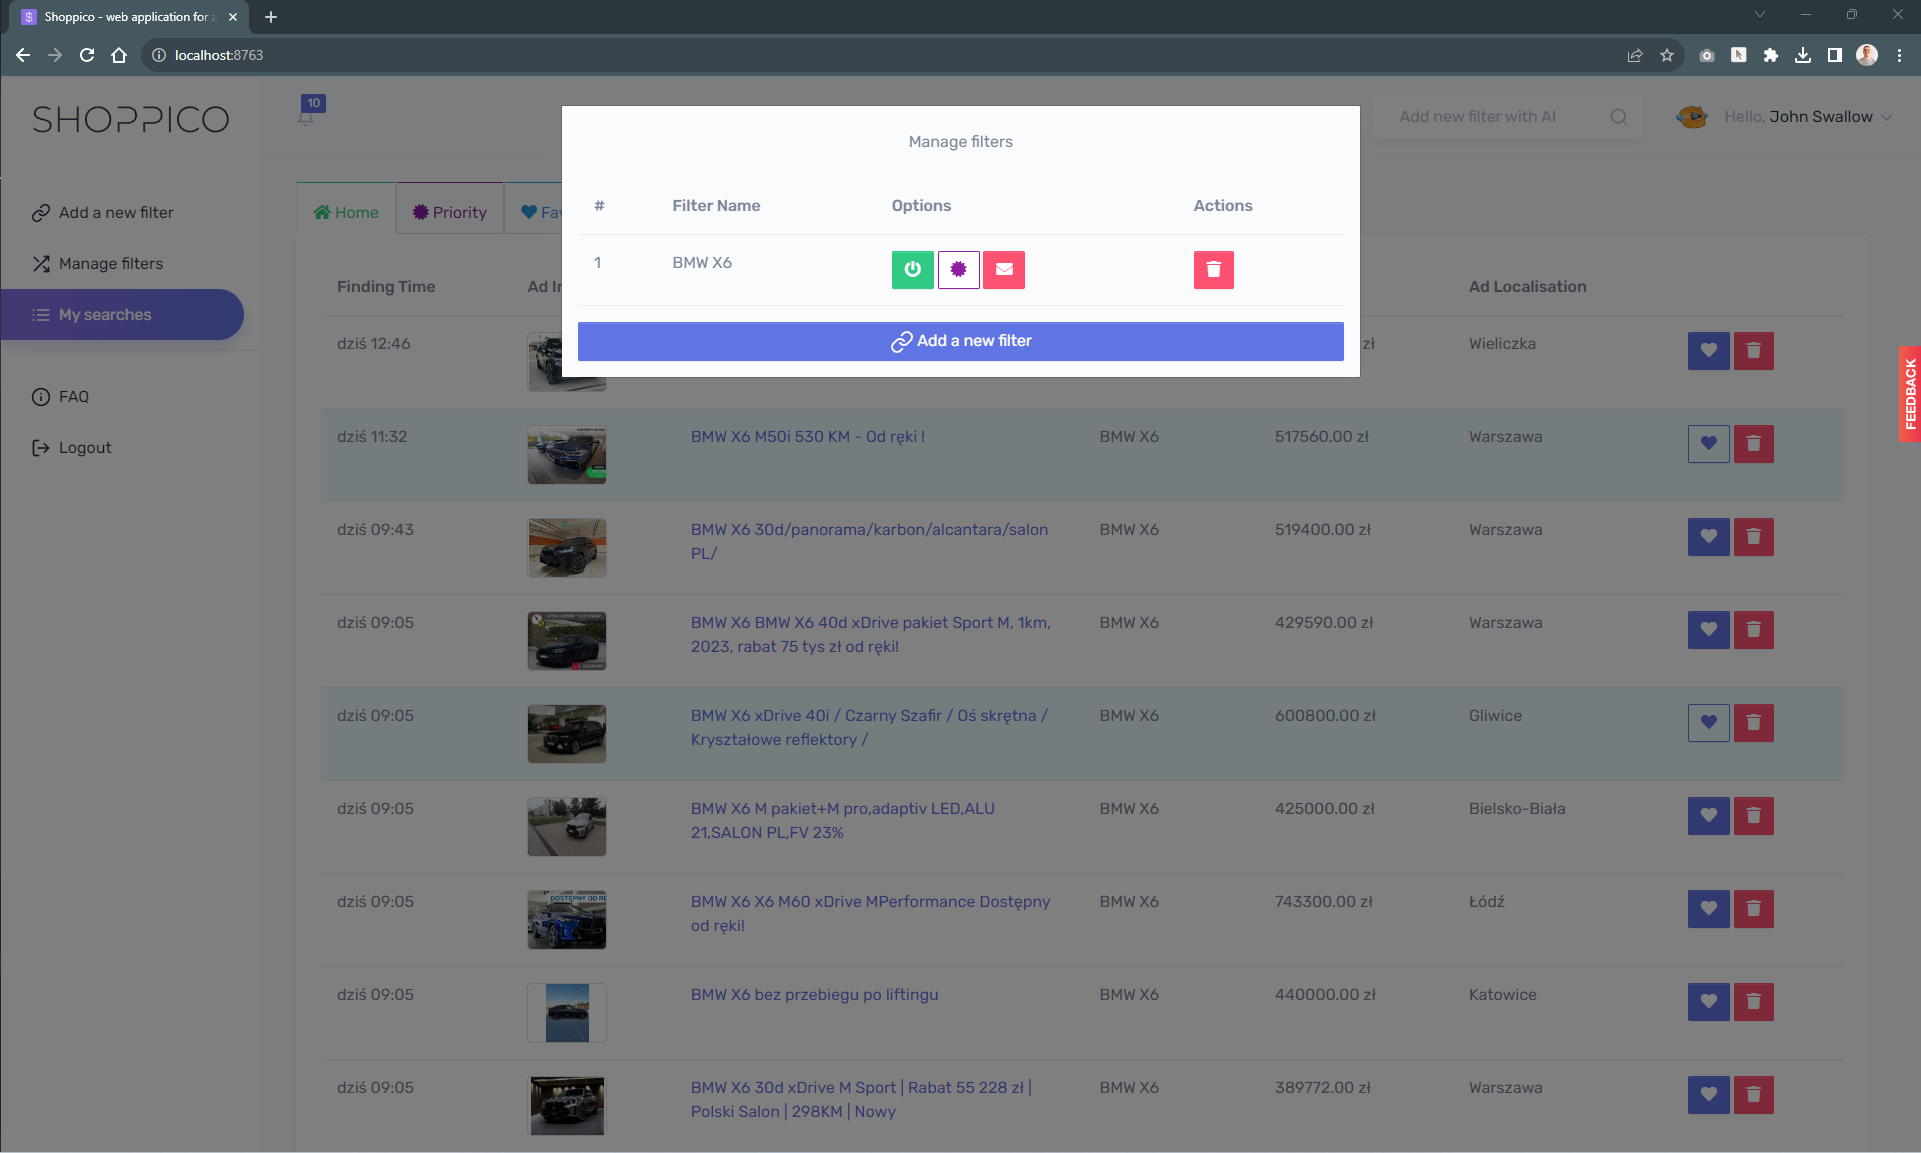 Shoppico - web application for a
localhost:8763
SHOPPICO
10
Add new filter with AI
Hello, John Swallow
Add a new filter
Manage filters
My searches
FAQ
Logout
Home
Priority
Fav
Manage filters
#
Filter Name
Options
Actions
1
BMW X6
Add a new filter
FEEDBACK
Finding Time
Ad Localisation
dziś 12:46
zł
Wieliczka
dziś 11:32
BMW X6 M50i 530 KM - Od ręki !
BMW X6
517560.00 zł
Warszawa
dziś 09:43
BMW X6 30d/panorama/karbon/alcantara/salon
PL/
BMW X6
519400.00 zł
Warszawa
dziś 09:05
BMW X6 BMW X6 40d xDrive pakiet Sport M, 1km,
2023, rabat 75 tys zł od ręki!
BMW X6
429590.00 zł
Warszawa
dziś 09:05
BMW X6 xDrive 40i / Czarny Szafir / Oś skrętna /
Kryształowe reflektory /
BMW X6
600800.00 zł
Gliwice
dziś 09:05
BMW X6 M pakiet+M pro,adaptiv LED,ALU
21,SALON PL,FV 23%
BMW X6
425000.00 zł
Bielsko-Biała
dziś 09:05
DOSTĘPNY OD RĘ
BMW X6 X6 M60 xDrive MPerformance Dostępny
od ręki!
BMW X6
743300.00 zł
Łódź
dziś 09:05
BMW X6 bez przebiegu po liftingu
BMW X6
440000.00 zł
Katowice
dziś 09:05
BMW X6 30d xDrive M Sport | Rabat 55 228 zł |
Polski Salon | 298KM | Nowy
BMW X6
389772.00 zł
Warszawa